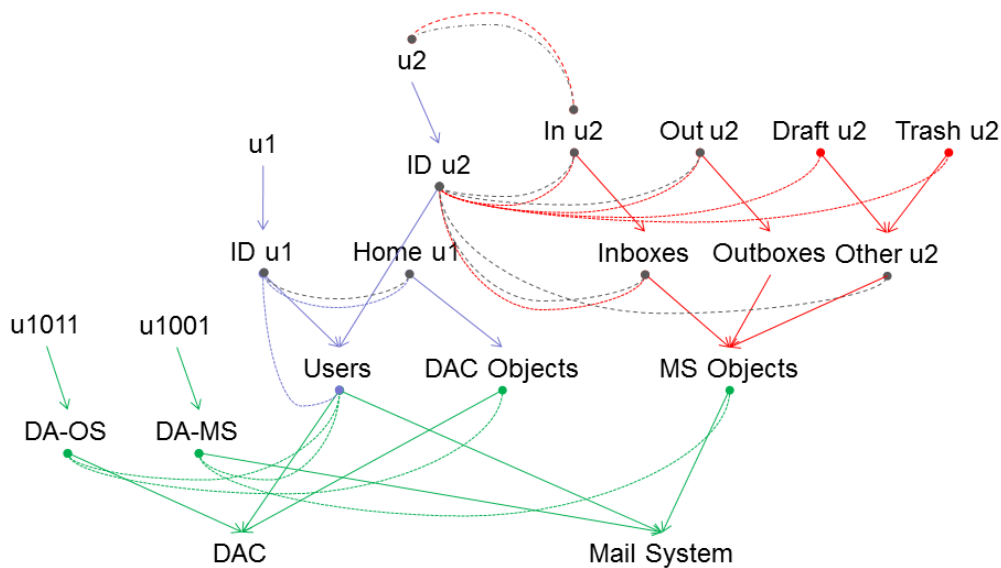 u2
In u2
Out u2
Draft u2
Trash u2
u1
ID u2
ID u1
Home u1
Inboxes
Outboxes
Other u2
u1011
u1001
Users
DAC Objects
MS Objects
DA-OS
DA-MS
DAC
Mail System